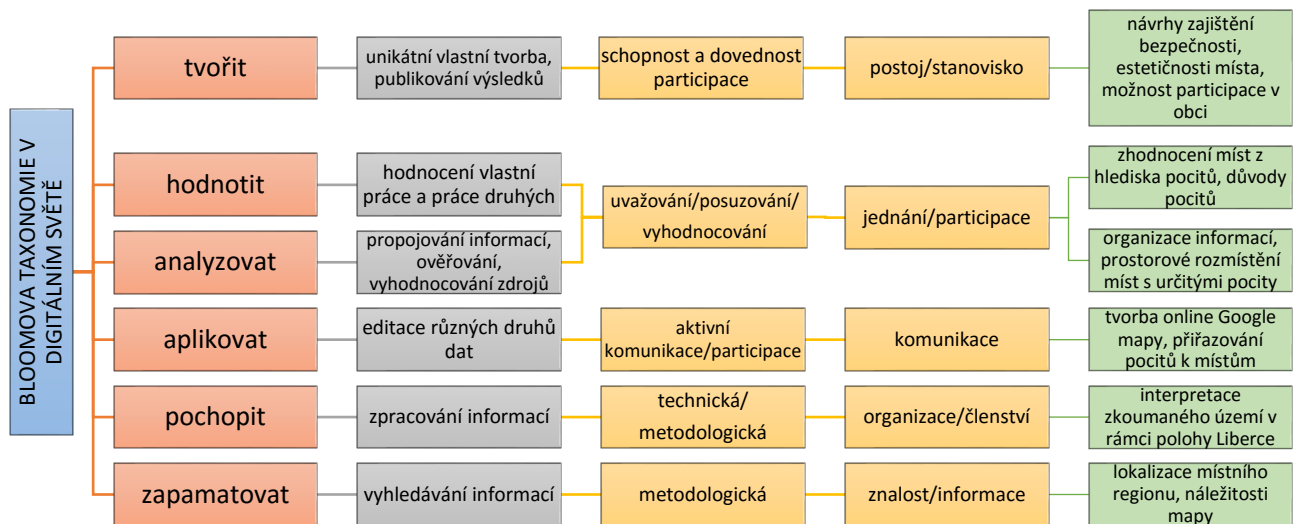 BLOOMOVA TAXONOMIE V
DIGITÁLNÍM SVĚTĚ
tvořit
unikátní vlastní tvorba,
publikování výsledků
schopnost a dovednost
participace
postoj/stanovisko
návrhy zajištění
bezpečnosti,
estetičnosti místa,
možnost participace v
obci
hodnotit
hodnocení vlastní
práce a práce druhých
uvažování/posuzování/
vyhodnocování
jednání/participace
zhodnocení míst z
hlediska pocitů, důvody
pocitů
analyzovat
propojování informací,
ověřování,
vyhodnocování zdrojů
organizace informací,
prostorové rozmístění
míst s určitými pocity
aplikovat
editace různých druhů
dat
aktivní
komunikace/participace
komunikace
tvorba online Google
mapy, přiřazování
pocitů k místům
pochopit
zpracování informací
technická/
metodologická
organizace/členství
interpretace
zkoumaného území v
rámci polohy Liberce
zapamatovat
vyhledávání informací
metodologická
znalost/informace
lokalizace místního
regionu, náležitosti
mapy